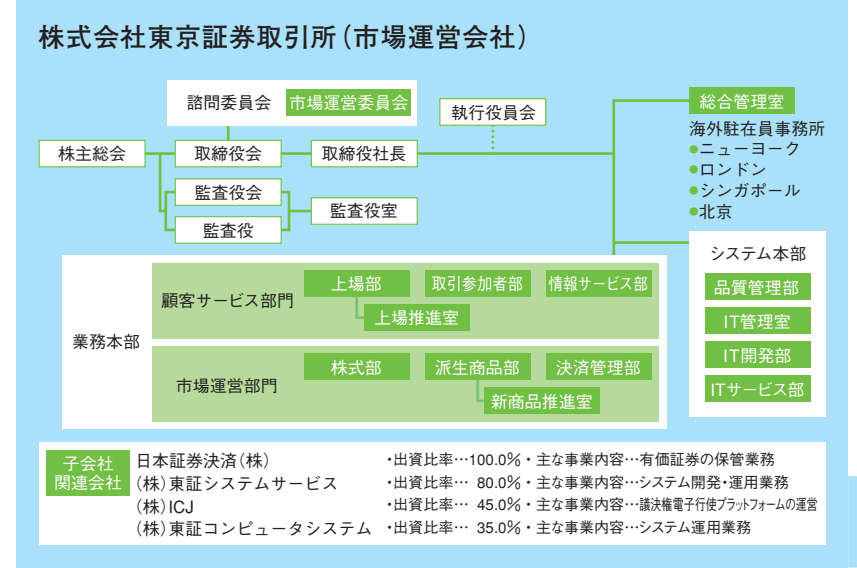 株式会社東京証券取引所（市場運営会社）
諮問委員会 市場運営委員会
執行役員会
株主総会 取締役会 取締役社長
監査役会
監査役
監査役室
総合管理室
海外駐在員事務所
●ニューヨーク
●ロンドン
●シンガポール
●北京
システム本部
品質管理部
IT管理室
IT開発部
ITサービス部
業務本部
顧客サービス部門
上場部 取引参加者部 情報サービス部
上場推進室
市場運営部門
株式部 派生商品部 決済管理部
新商品推進室
子会社
関連会社
日本証券決済（株） ・出資比率…100.0％・主な事業内容…有価証券の保管業務
（株）東証システムサービス ・出資比率… 80.0％・主な事業内容…システム開発・運用業務
（株）ICJ ・出資比率… 45.0％・主な事業内容…議決権電子行使プラットフォームの運営
（株）東証コンピュータシステム ・出資比率… 35.0％・主な事業内容…システム運用業務